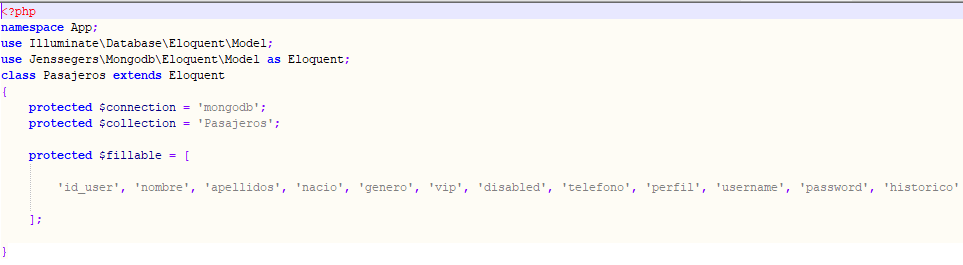 <?php
namespace App;
use Illuminate\Database\Eloquent\Model;
use Jenssegers\Mongodb\Eloquent\Model as Eloquent;
class Pasajeros extends Eloquent
{
protected $connection = 'mongodb';
protected $collection = 'Pasajeros';
protected $fillable = [
'id_user', 'nombre', 'apellidos', 'nacio', 'genero', 'vip', 'disabled', 'telefono', 'perfil', 'username', 'password', 'historico'
];
}